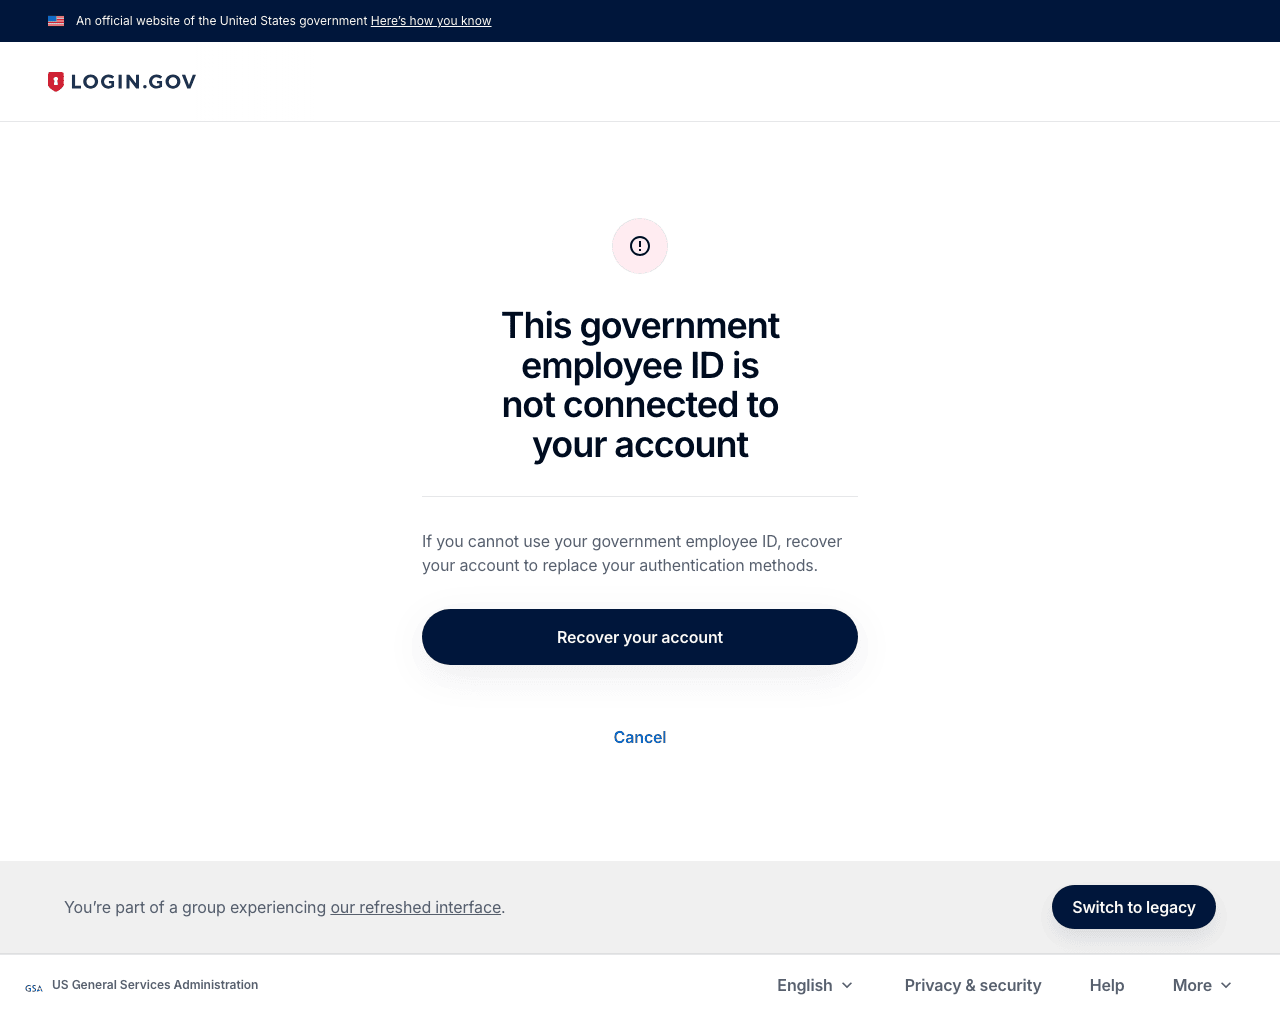 An official website of the United States government Here’s how you know
LOGIN.GOV
This government
employee ID is
not connected to
your account
If you cannot use your government employee ID, recover
your account to replace your authentication methods.
Recover your account
Cancel
You’re part of a group experiencing our refreshed interface.
Switch to legacy
GSA US General Services Administration
English
Privacy & security
Help
More